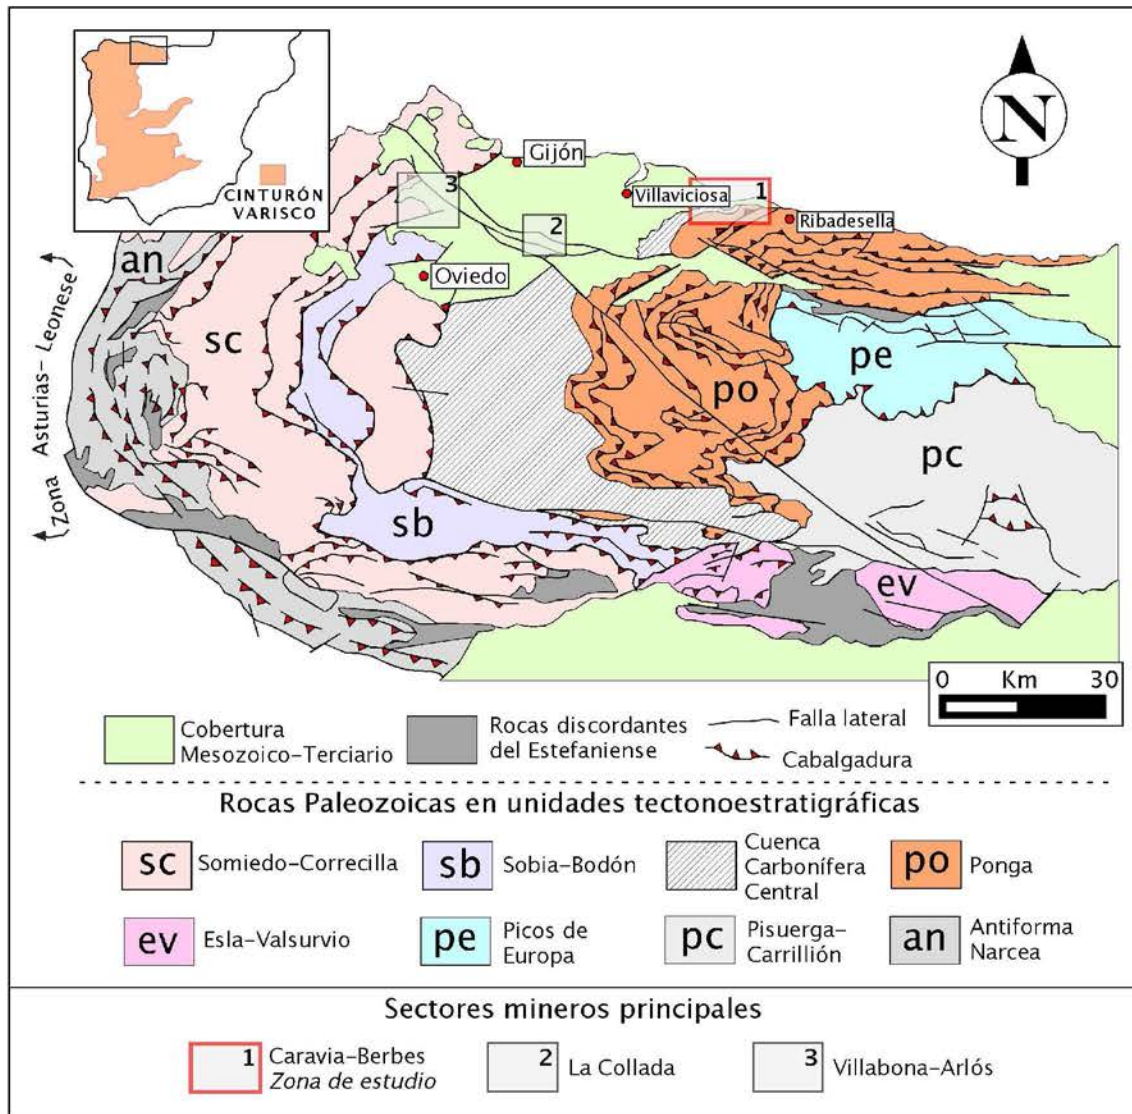 CINTURÓN
VARISCO
N
Gijón
Villaviciosa
Ribadesella
Oviedo
1
2
3
Zona Asturias-Leonese
an
sc
sb
po
pe
pc
ev
0 Km 30
Cobertura
Mesozoico-Terciario
Rocas discordantes
del Estefaniense
Falla lateral
Cabalgadura
Rocas Paleozoicas en unidades tectonoestratigráficas
sc Somiedo-Correcilla
sb Sobia-Bodón
Cuenca
Carbonífera
Central
po Ponga
ev Esla-Valsurvio
pe Picos de
Europa
pc Pisuerga-
Carrillión
an Antiforma
Narcea
Sectores mineros principales
1 Caravia-Berbes
Zona de estudio
2 La Collada
3 Villabona-Arlós